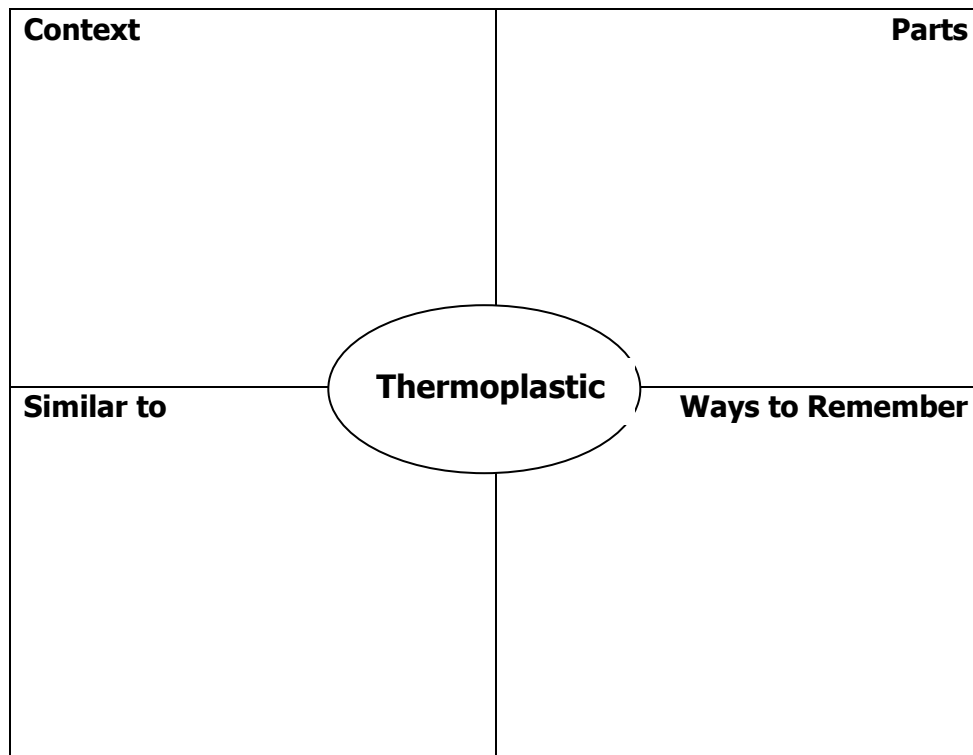 Context
Parts
Thermoplastic
Similar to
Ways to Remember